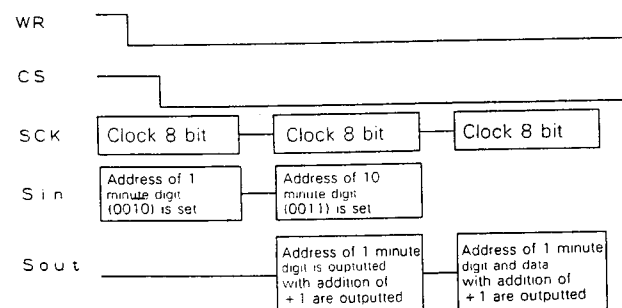 WR
CS
SCK
Clock 8 bit
Clock 8 bit
Clock 8 bit
Sin
Address of 1
minute digit
(0010) is set
Address of 10
minute digit
(0011) is set
Sout
Address of 1 minute
digit is ouptutted
with addition of
+1 are outputted
Address of 1 minute
digit and data
with addition of
+1 are outputted